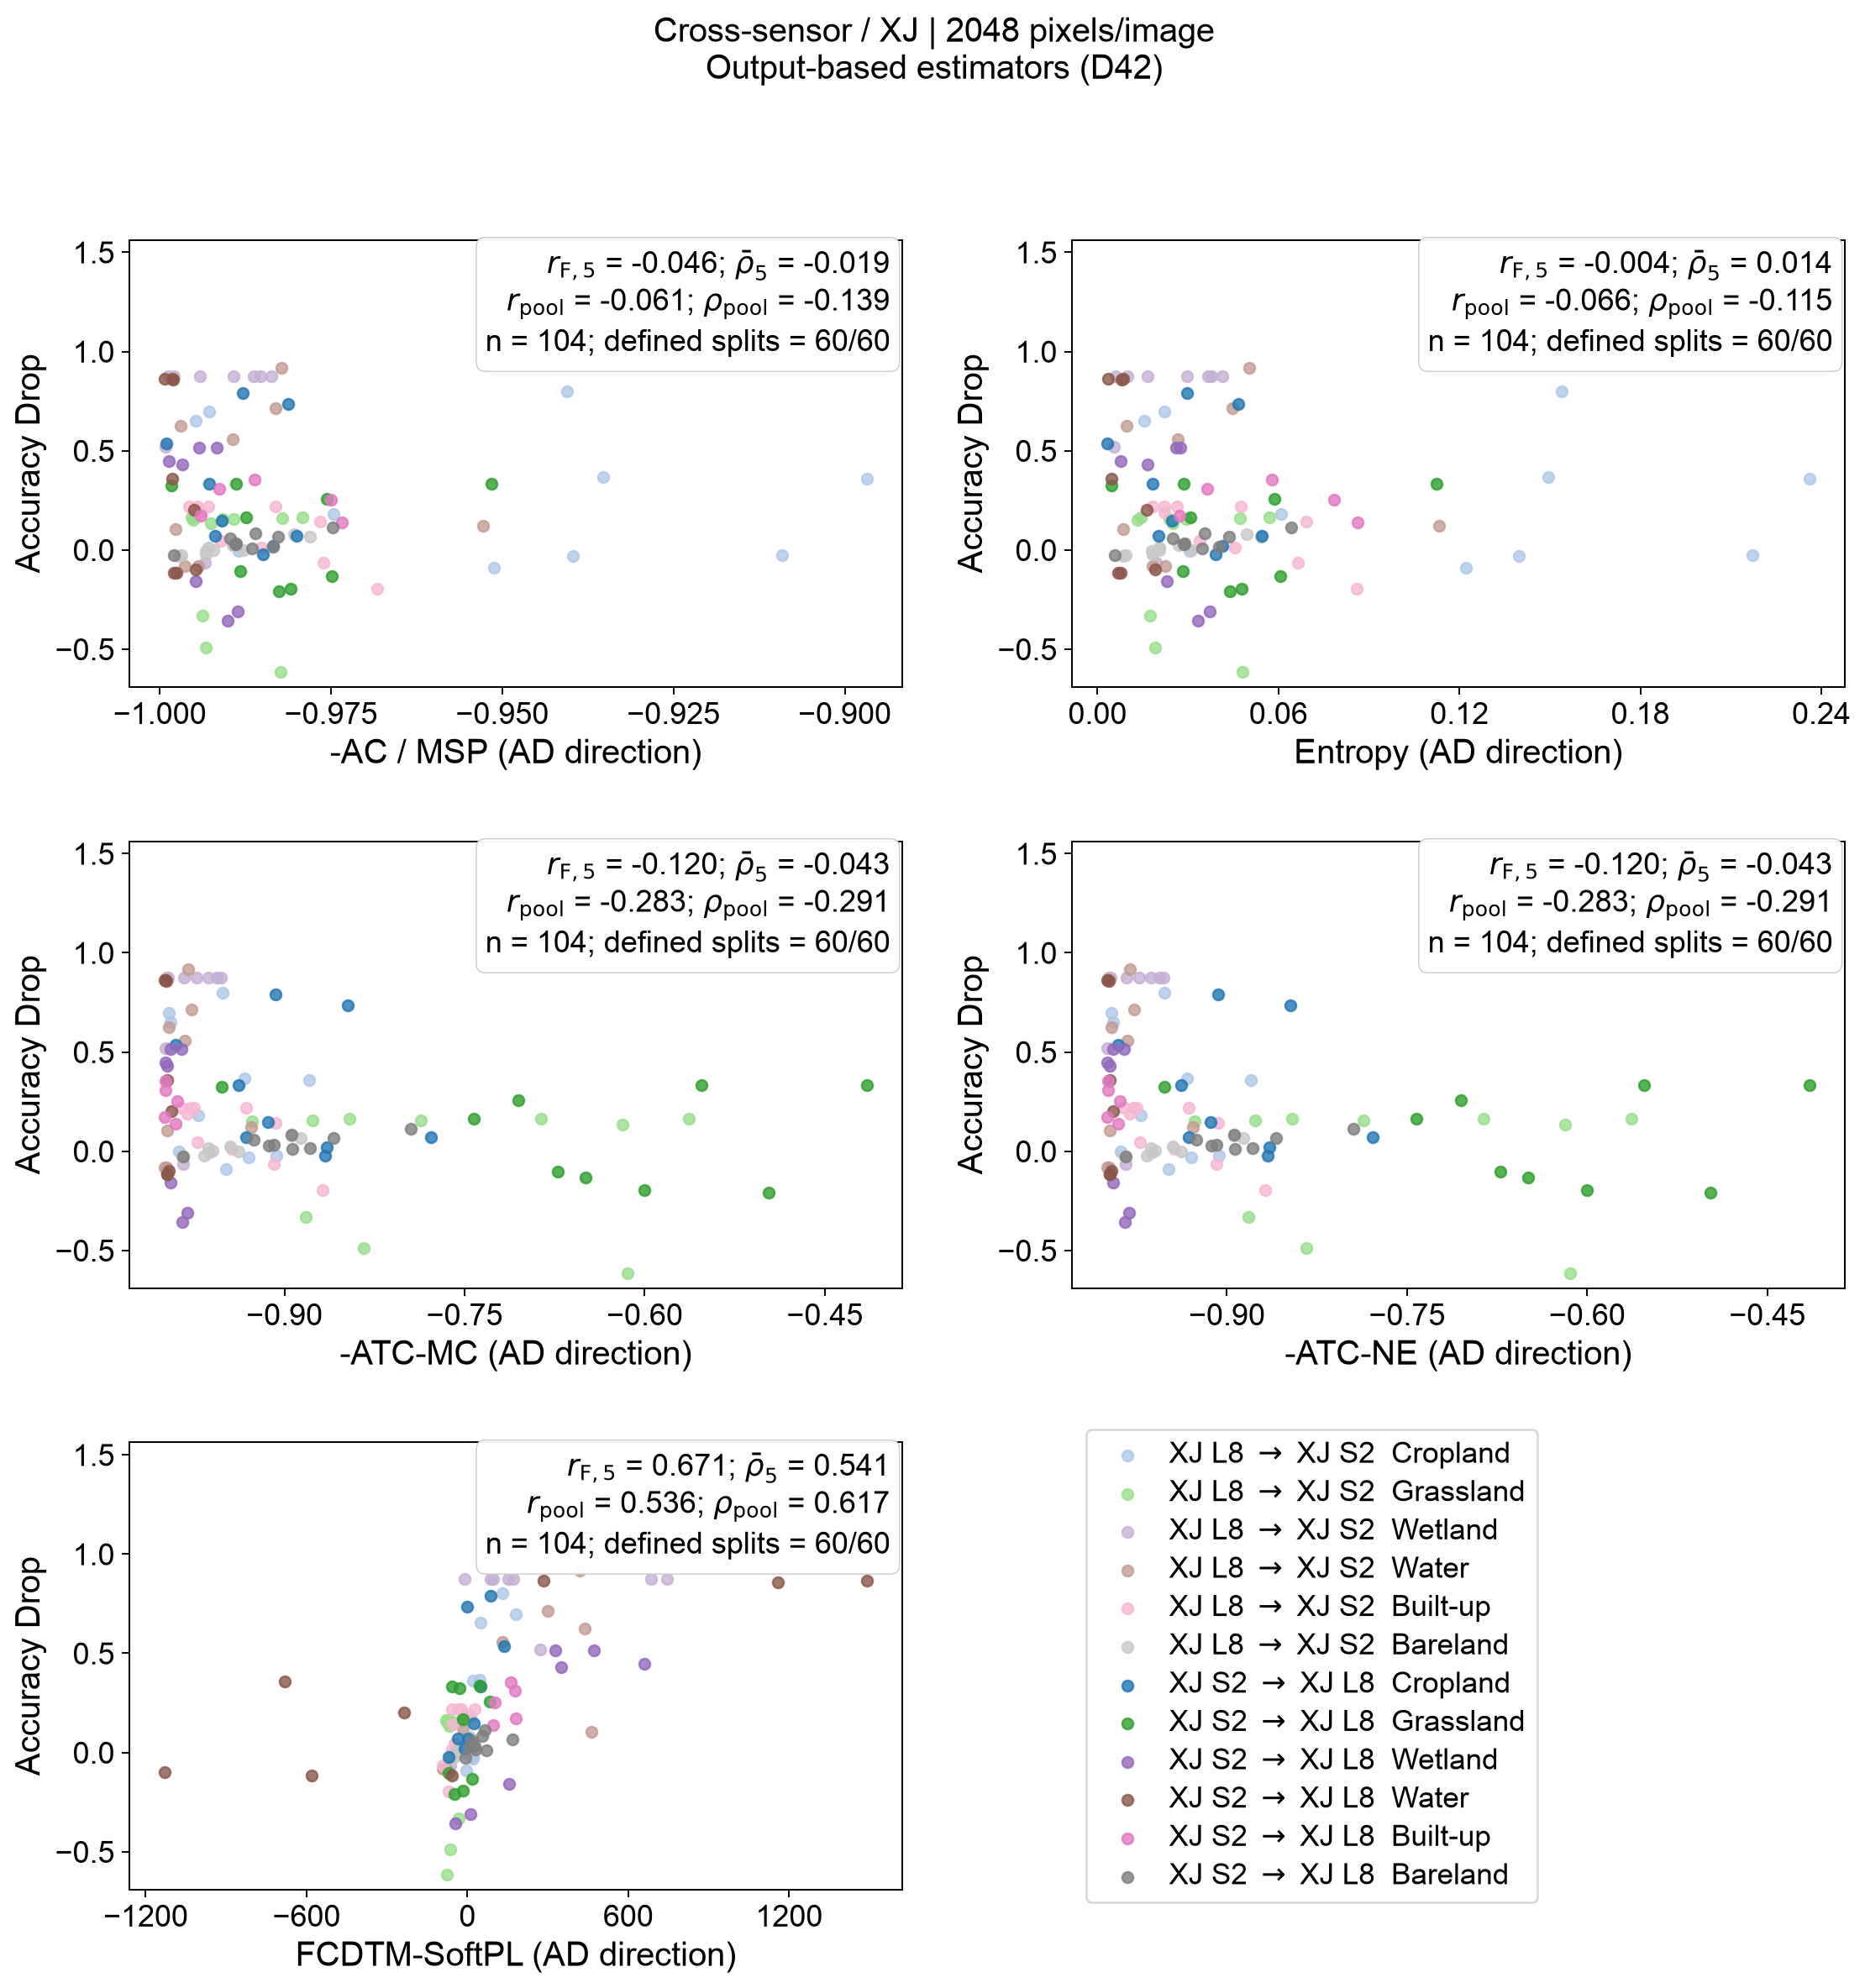 Cross-sensor / XJ | 2048 pixels/image
Output-based estimators (D42)
r_F, 5 = -0.046; ρ̄_5 = -0.019
r_pool = -0.061; ρ_pool = -0.139
n = 104; defined splits = 60/60
Accuracy Drop
1.5
1.0
0.5
0.0
−0.5
−1.000 −0.975 −0.950 −0.925 −0.900
-AC / MSP (AD direction)
r_F, 5 = -0.004; ρ̄_5 = 0.014
r_pool = -0.066; ρ_pool = -0.115
n = 104; defined splits = 60/60
Accuracy Drop
1.5
1.0
0.5
0.0
−0.5
0.00 0.06 0.12 0.18 0.24
Entropy (AD direction)
r_F, 5 = -0.120; ρ̄_5 = -0.043
r_pool = -0.283; ρ_pool = -0.291
n = 104; defined splits = 60/60
Accuracy Drop
1.5
1.0
0.5
0.0
−0.5
−0.90 −0.75 −0.60 −0.45
-ATC-MC (AD direction)
r_F, 5 = -0.120; ρ̄_5 = -0.043
r_pool = -0.283; ρ_pool = -0.291
n = 104; defined splits = 60/60
Accuracy Drop
1.5
1.0
0.5
0.0
−0.5
−0.90 −0.75 −0.60 −0.45
-ATC-NE (AD direction)
r_F, 5 = 0.671; ρ̄_5 = 0.541
r_pool = 0.536; ρ_pool = 0.617
n = 104; defined splits = 60/60
Accuracy Drop
1.5
1.0
0.5
0.0
−0.5
−1200 −600 0 600 1200
FCDTM-SoftPL (AD direction)
XJ L8 → XJ S2 Cropland
XJ L8 → XJ S2 Grassland
XJ L8 → XJ S2 Wetland
XJ L8 → XJ S2 Water
XJ L8 → XJ S2 Built-up
XJ L8 → XJ S2 Bareland
XJ S2 → XJ L8 Cropland
XJ S2 → XJ L8 Grassland
XJ S2 → XJ L8 Wetland
XJ S2 → XJ L8 Water
XJ S2 → XJ L8 Built-up
XJ S2 → XJ L8 Bareland